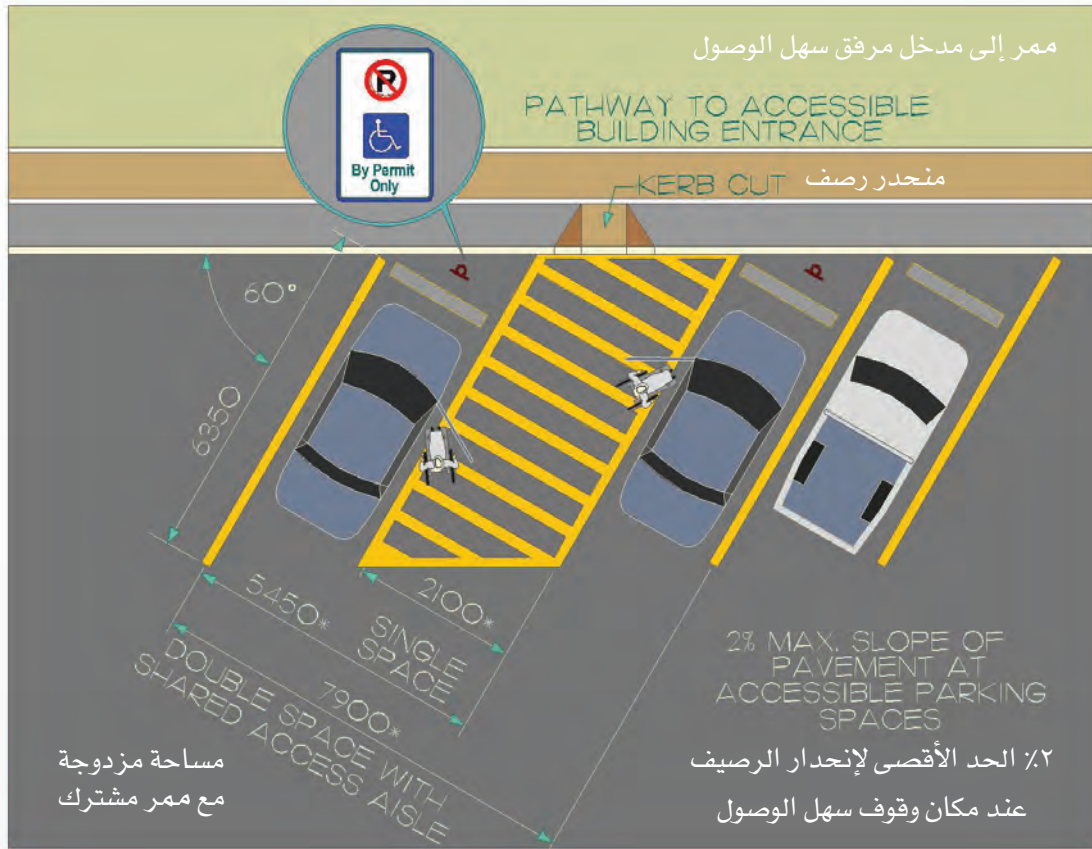 ممر إلى مدخل مرفق سهل الوصول
PATHWAY TO ACCESSIBLE
BUILDING ENTRANCE
P
By Permit
Only
KERB CUT منحدر رصف
60°
6350
5450*
2100*
SINGLE
SPACE
7900*
DOUBLE SPACE WITH
SHARED ACCESS AISLE
2% MAX. SLOPE OF
PAVEMENT AT
ACCESSIBLE PARKING
SPACES
٢٪ الحد الأقصى لإنحدار الرصيف
عند مكان وقوف سهل الوصول
مساحة مزدوجة
مع ممر مشترك